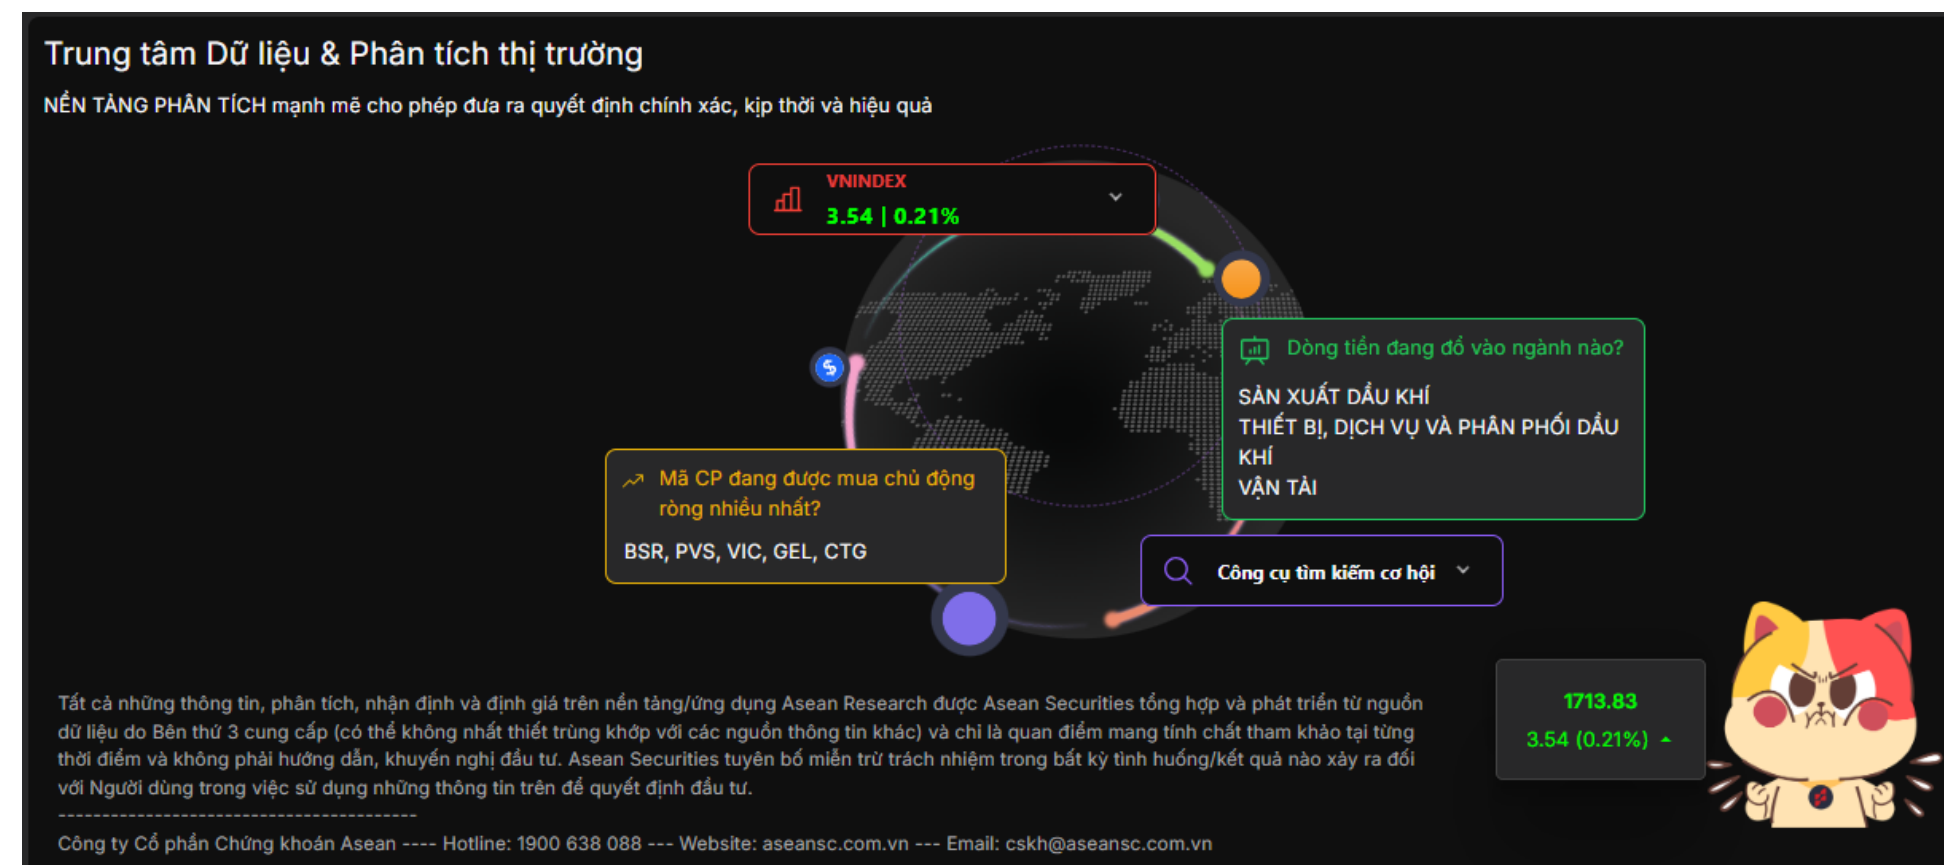 Trung tâm Dữ liệu & Phân tích thị trường
NỀN TẢNG PHÂN TÍCH mạnh mẽ cho phép đưa ra quyết định chính xác, kịp thời và hiệu quả
VNINDEX
3.54 | 0.21%
Dòng tiền đang đổ vào ngành nào?
SẢN XUẤT DẦU KHÍ
THIẾT BỊ, DỊCH VỤ VÀ PHÂN PHỐI DẦU
KHÍ
VẬN TẢI
Mã CP đang được mua chủ động
ròng nhiều nhất?
BSR, PVS, VIC, GEL, CTG
Công cụ tìm kiếm cơ hội
1713.83
3.54 (0.21%)
Tất cả những thông tin, phân tích, nhận định và định giá trên nền tảng/ứng dụng Asean Research được Asean Securities tổng hợp và phát triển từ nguồn
dữ liệu do Bên thứ 3 cung cấp (có thể không nhất thiết trùng khớp với các nguồn thông tin khác) và chỉ là quan điểm mang tính chất tham khảo tại từng
thời điểm và không phải hướng dẫn, khuyến nghị đầu tư. Asean Securities tuyên bố miễn trừ trách nhiệm trong bất kỳ tình huống/kết quả nào xảy ra đối
với Người dùng trong việc sử dụng những thông tin trên để quyết định đầu tư.
-----------------------------------------
Công ty Cổ phần Chứng khoán Asean ---- Hotline: 1900 638 088 --- Website: aseansc.com.vn --- Email: cskh@aseansc.com.vn